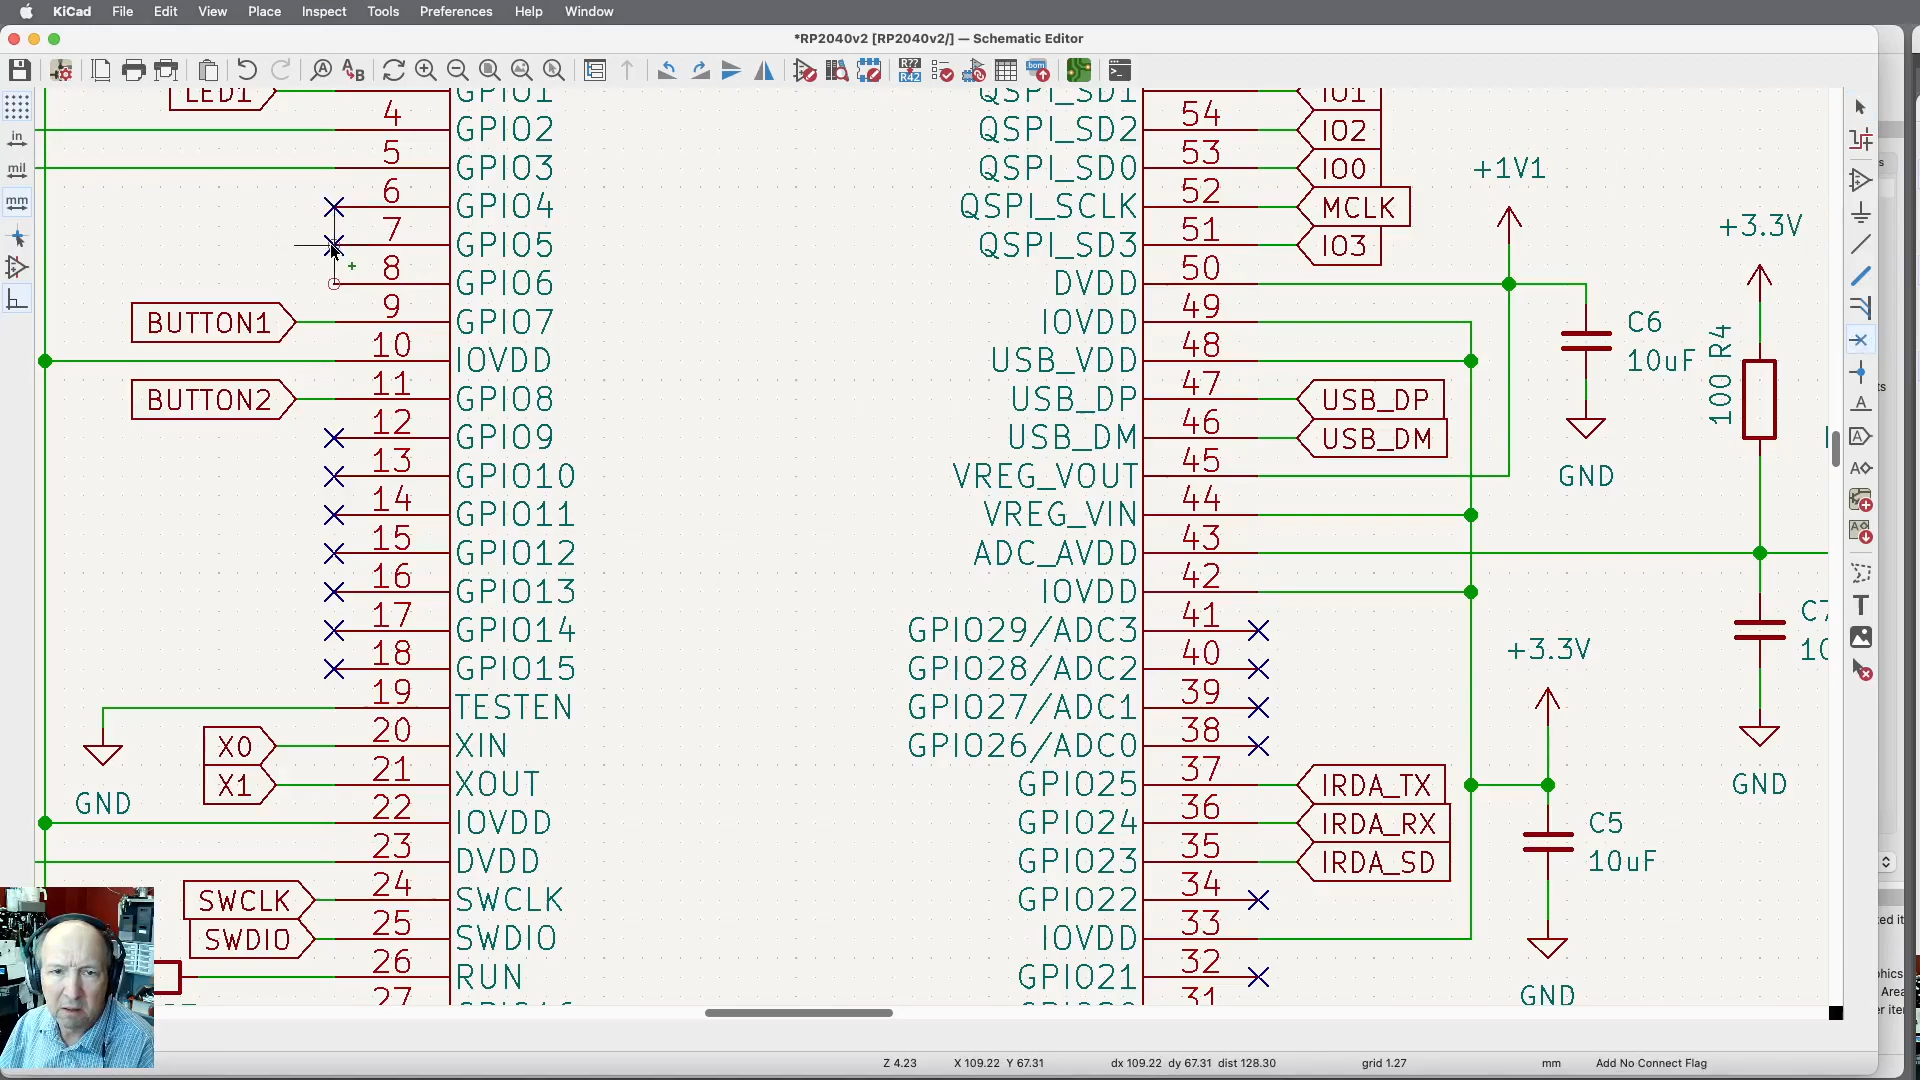 KiCad File Edit View Place Inspect Tools Preferences Help Window
*RP2040v2 [RP2040v2/] — Schematic Editor
in
mil
mm
LED1
4
5
6
7
8
9
10
11
12
13
14
15
16
17
18
19
20
21
22
23
24
25
26
27
GPIO1
GPIO2
GPIO3
GPIO4
GPIO5
GPIO6
GPIO7
IOVDD
GPIO8
GPIO9
GPIO10
GPIO11
GPIO12
GPIO13
GPIO14
GPIO15
TESTEN
XIN
XOUT
IOVDD
DVDD
SWCLK
SWDIO
RUN
BUTTON1
BUTTON2
X0
X1
GND
SWCLK
SWDIO
QSPI_SD1
QSPI_SD2
QSPI_SD0
QSPI_SCLK
QSPI_SD3
DVDD
IOVDD
USB_VDD
USB_DP
USB_DM
VREG_VOUT
VREG_VIN
ADC_AVDD
IOVDD
GPIO29/ADC3
GPIO28/ADC2
GPIO27/ADC1
GPIO26/ADC0
GPIO25
GPIO24
GPIO23
GPIO22
IOVDD
GPIO21
54
53
52
51
50
49
48
47
46
45
44
43
42
41
40
39
38
37
36
35
34
33
32
31
IO1
IO2
IO0
MCLK
IO3
USB_DP
USB_DM
IRDA_TX
IRDA_RX
IRDA_SD
+1V1
C6
10uF
GND
+3.3V
100 R4
GND
+3.3V
C5
10uF
GND
Z 4.23 X 109.22 Y 67.31 dx 109.22 dy 67.31 dist 128.30 grid 1.27 mm Add No Connect Flag